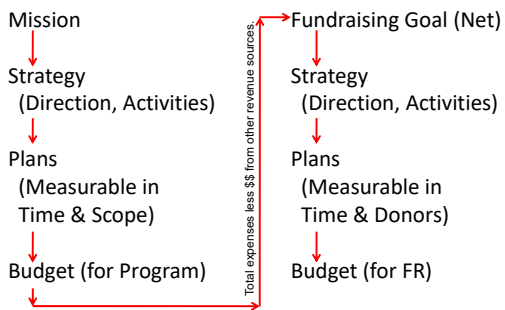 Mission
Strategy
(Direction, Activities)
Plans
(Measurable in
Time & Scope)
Budget (for Program)
Total expenses less $$ from other revenue sources.
Fundraising Goal (Net)
Strategy
(Direction, Activities)
Plans
(Measurable in
Time & Donors)
Budget (for FR)